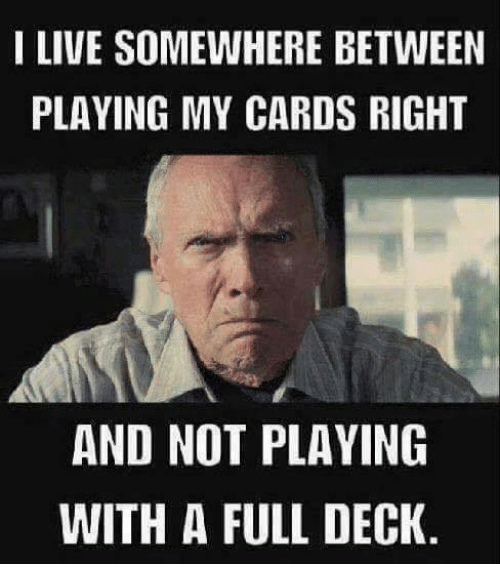 I LIVE SOMEWHERE BETWEEN
PLAYING MY CARDS RIGHT
AND NOT PLAYING
WITH A FULL DECK.